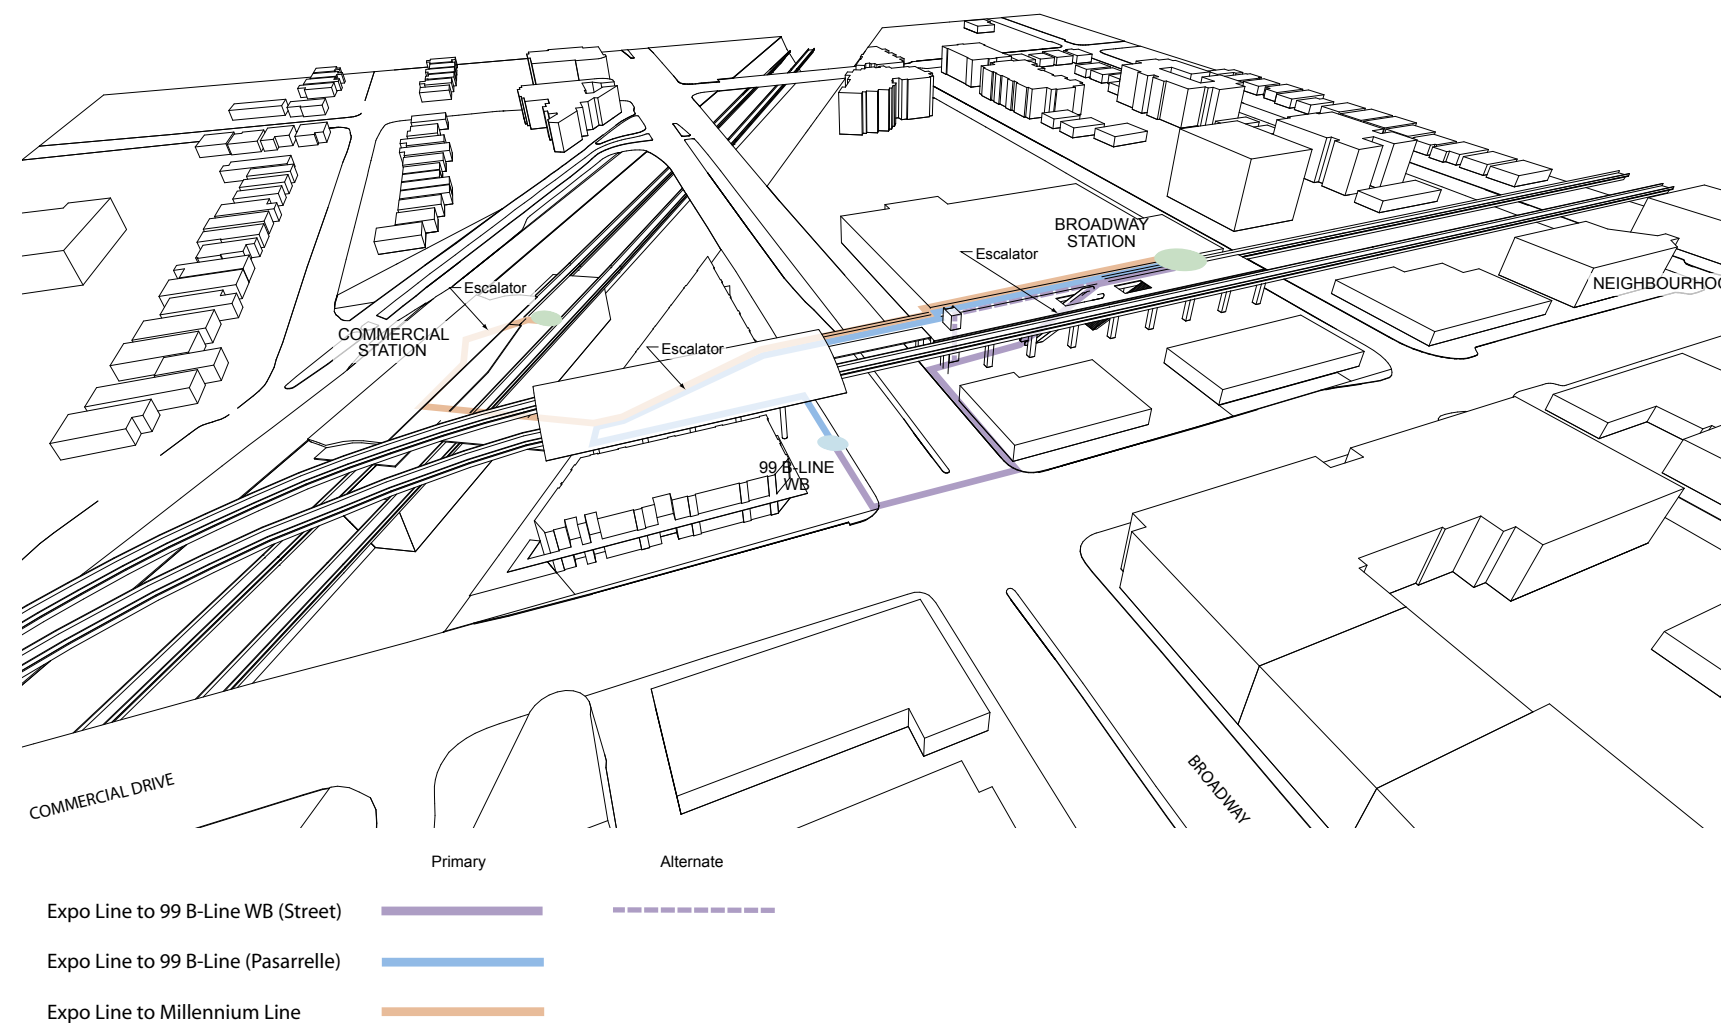 BROADWAY
STATION
Escalator
Escalator
NEIGHBOURHOO
COMMERCIAL
STATION
Escalator
99 B-LINE
WB
COMMERCIAL DRIVE
BROADWAY
Primary
Alternate
Expo Line to 99 B-Line WB (Street)
Expo Line to 99 B-Line (Pasarrelle)
Expo Line to Millennium Line